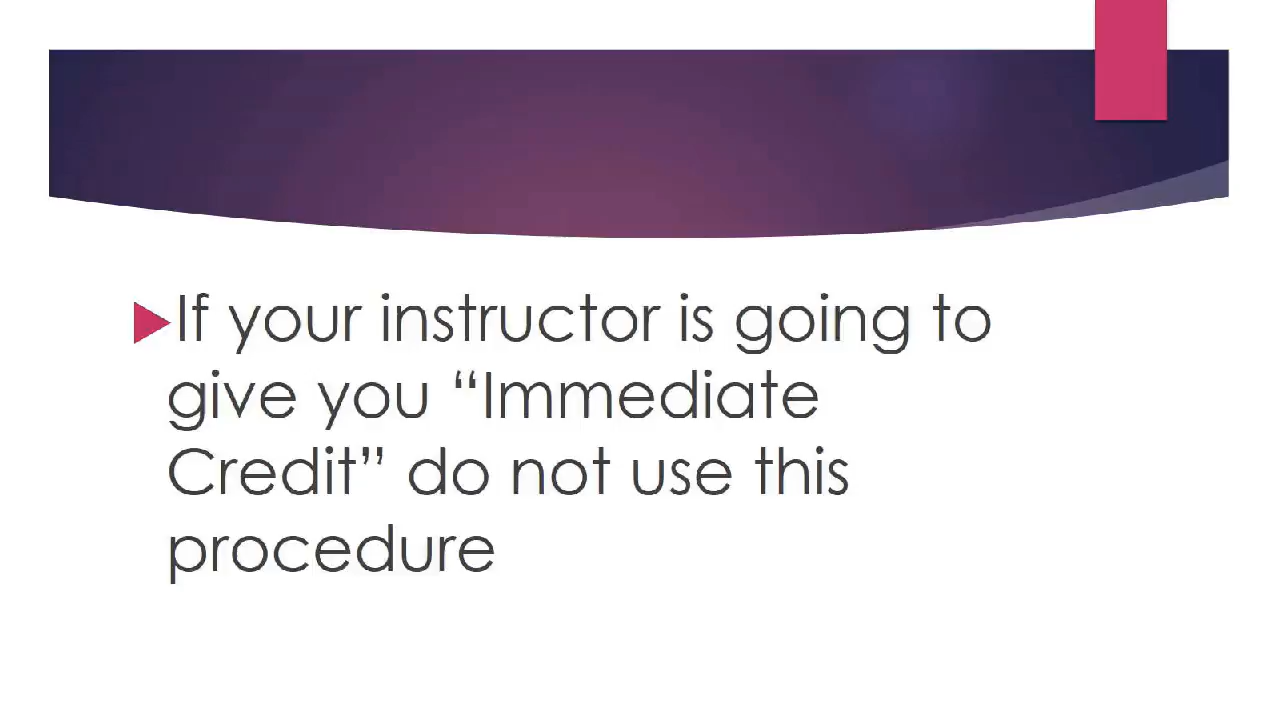 If your instructor is going to
give you “Immediate
Credit” do not use this
procedure